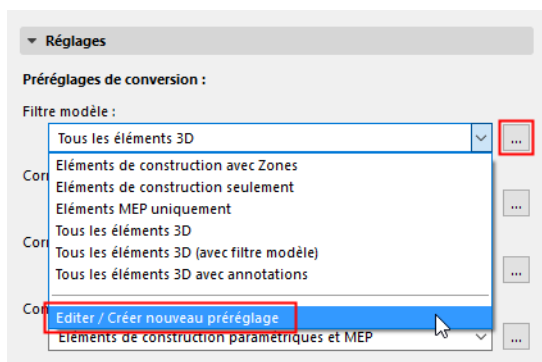 Réglages
Préréglages de conversion :
Filtre modèle :
Tous les éléments 3D
...
Eléments de construction avec Zones
Eléments de construction seulement
Eléments MEP uniquement
Tous les éléments 3D
Tous les éléments 3D (avec filtre modèle)
Tous les éléments 3D avec annotations
...
...
Editer / Créer nouveau préréglage
Eléments de construction paramétriques et MEP
...